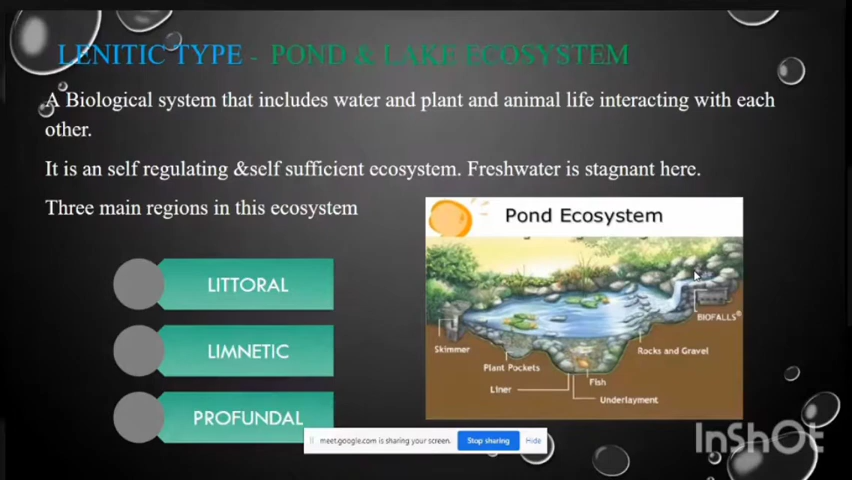 LENITIC TYPE - POND & LAKE ECOSYSTEM
A Biological system that includes water and plant and animal life interacting with each
other.
It is an self regulating &self sufficient ecosystem. Freshwater is stagnant here.
Three main regions in this ecosystem
LITTORAL
LIMNETIC
PROFUNDAL
Pond Ecosystem
BIOFALLS®
Skimmer
Rocks and Gravel
Plant Pockets
Fish
Liner
Underlayment
meet.google.com is sharing your screen.
Stop sharing
Hide
InShOt